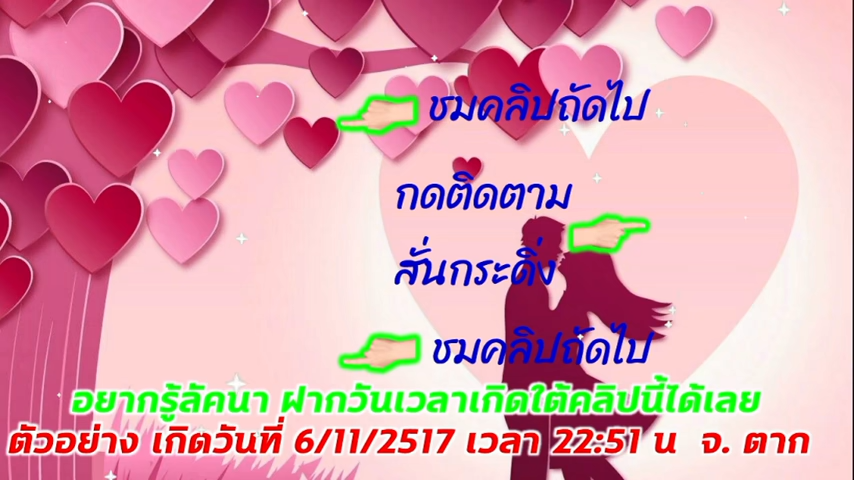 ชมคลิปถัดไป
กดติดตาม
สั่นกระดิ่ง
ชมคลิปถัดไป
อยากรู้ลัคนา ฝากวันเวลาเกิดใต้คลิปนี้ได้เลย
ตัวอย่าง เกิดวันที่ 6/11/2517 เวลา 22:51 น จ. ตาก